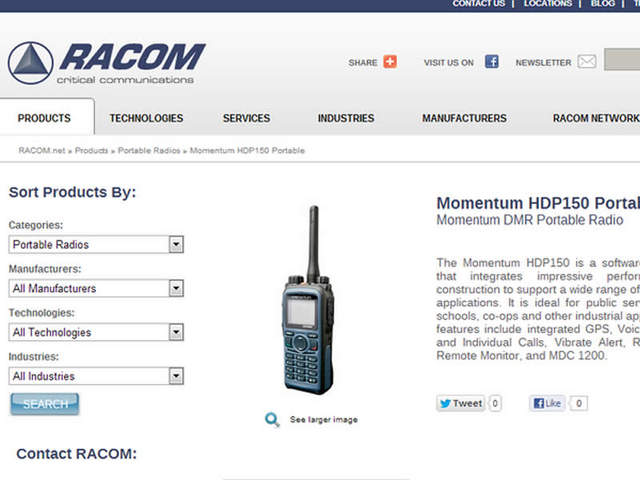 CONTACT US | LOCATIONS | BLOG |
RACOM
critical communications
SHARE
VISIT US ON
NEWSLETTER
PRODUCTS TECHNOLOGIES SERVICES INDUSTRIES MANUFACTURERS RACOM NETWORK
RACOM.net » Products » Portable Radios » Momentum HDP150 Portable
Sort Products By:
Categories:
Portable Radios
Manufacturers:
All Manufacturers
Technologies:
All Technologies
Industries:
All Industries
SEARCH
See larger image
Contact RACOM:
Momentum HDP150 Portab
Momentum DMR Portable Radio
The Momentum HDP150 is a software
that integrates impressive perfor
construction to support a wide range of
applications. It is ideal for public ser
schools, co-ops and other industrial app
features include integrated GPS, Voic
and Individual Calls, Vibrate Alert, R
Remote Monitor, and MDC 1200.
Tweet 0
Like 0